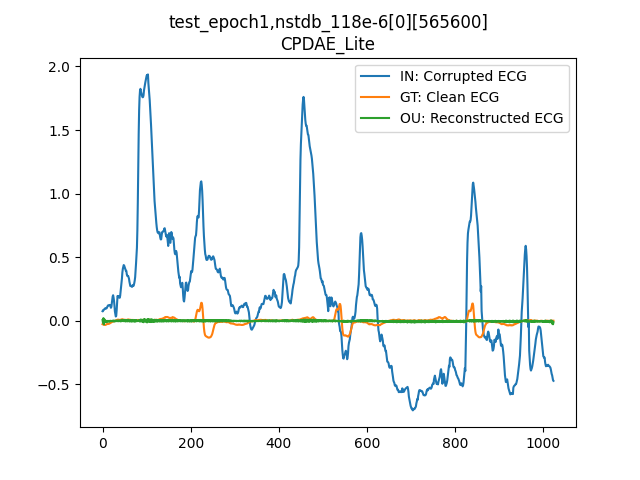 test_epoch1,nstdb_118e-6[0][565600]
CPDAE_Lite
IN: Corrupted ECG
GT: Clean ECG
OU: Reconstructed ECG
2.0
1.5
1.0
0.5
0.0
−0.5
0 200 400 600 800 1000